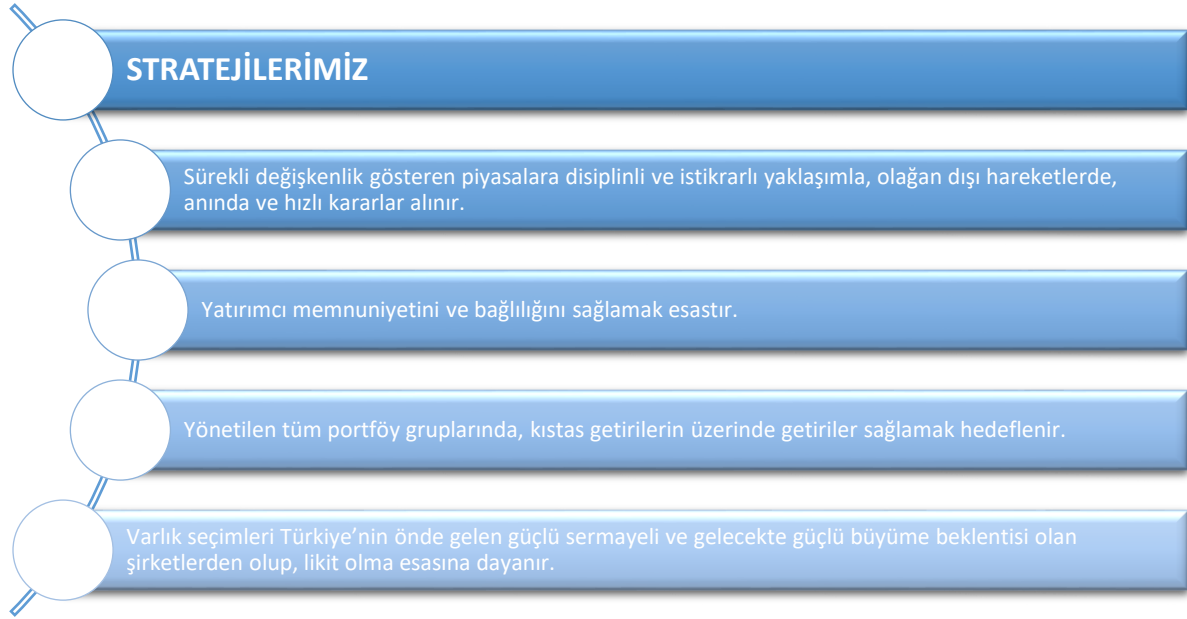 STRATEJİLERİMİZ
Sürekli değişkenlik gösteren piyasalara disiplinli ve istikrarlı yaklaşımla, olağan dışı hareketlerde,
anında ve hızlı kararlar alınır.
Yatırımcı memnuniyetini ve bağlılığını sağlamak esastır.
Yönetilen tüm portföy gruplarında, kıstas getirilerin üzerinde getiriler sağlamak hedeflenir.
Varlık seçimleri Türkiye’nin önde gelen güçlü sermayeli ve gelecekte güçlü büyüme beklentisi olan
şirketlerden olup, likit olma esasına dayanır.